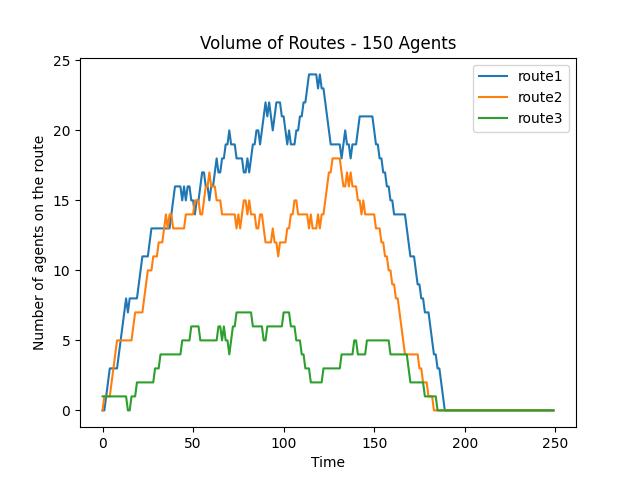 Volume of Routes - 150 Agents
route1
route2
route3
25
20
15
10
5
0
Number of agents on the route
0 50 100 150 200 250
Time